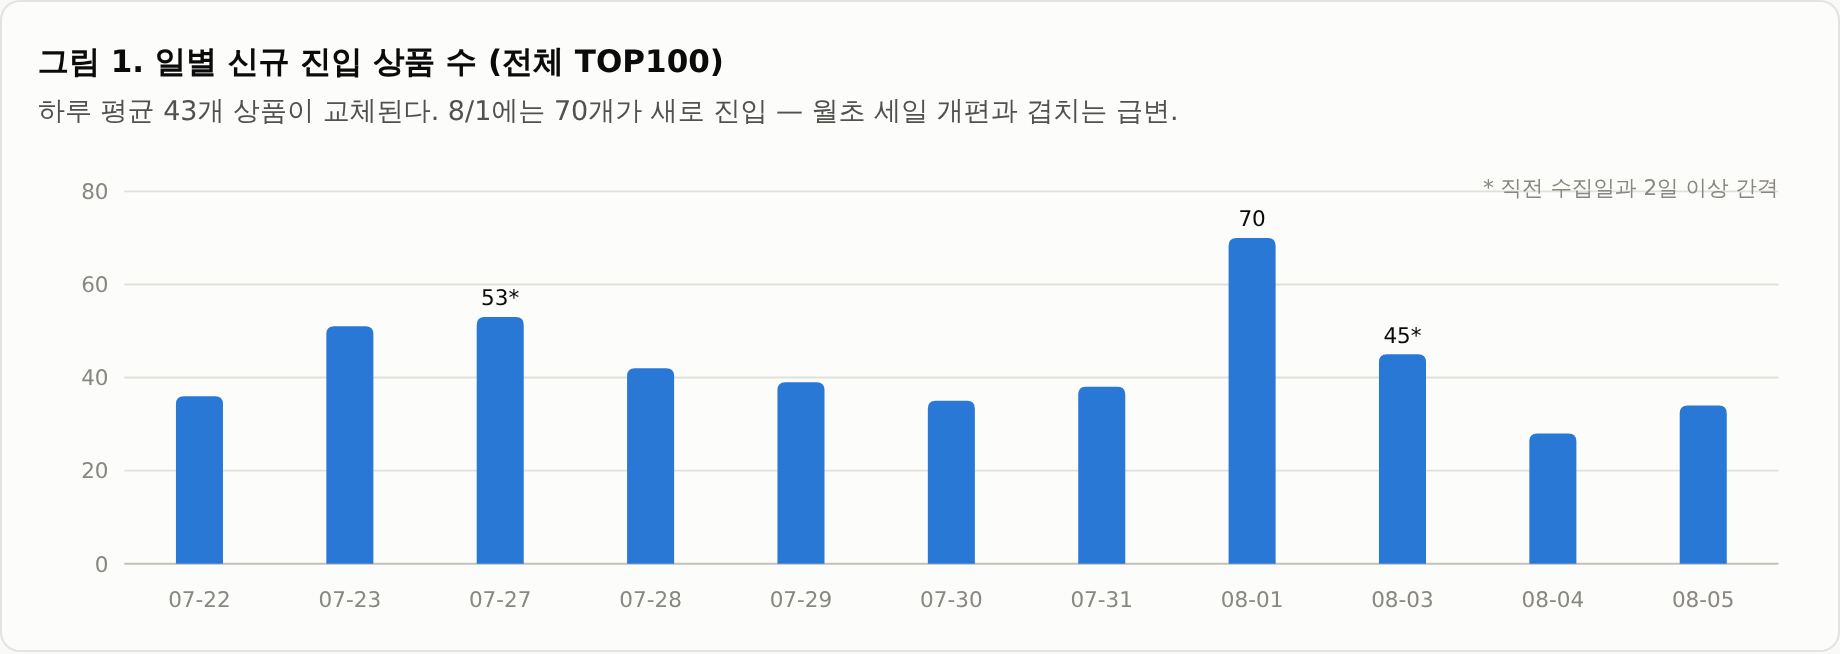 그림 1. 일별 신규 진입 상품 수 (전체 TOP100)
하루 평균 43개 상품이 교체된다. 8/1에는 70개가 새로 진입 — 월초 세일 개편과 겹치는 급변.
* 직전 수집일과 2일 이상 간격
80
60
40
20
0
53*
70
45*
07-22 07-23 07-27 07-28 07-29 07-30 07-31 08-01 08-03 08-04 08-05